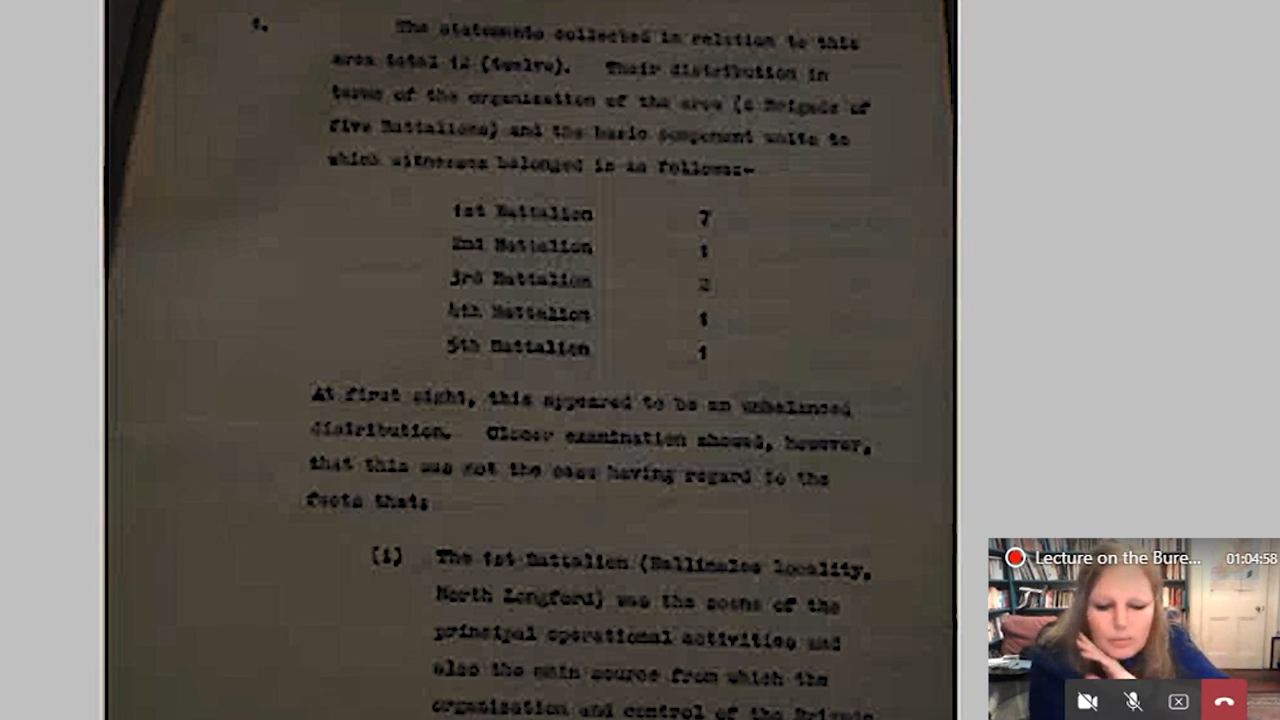 1.
The statements collected in relation to this
area total 12 (twelve). Their distribution in
terms of the organisation of the area (a Brigade of
five Battalions) and the basic component units to
which witnesses belonged is as follows:-
1st Battalion 7
2nd Battalion 1
3rd Battalion 2
4th Battalion 1
5th Battalion 1
At first sight, this appeared to be an unbalanced
distribution. Closer examination showed, however,
that this was not the case having regard to the
facts that:
(i) The 1st Battalion (Ballinalee locality,
North Longford) was the scene of the
principal operational activities and
also the main source from which the
organisation and control of the Brigade
Lecture on the Bure... 01:04:58